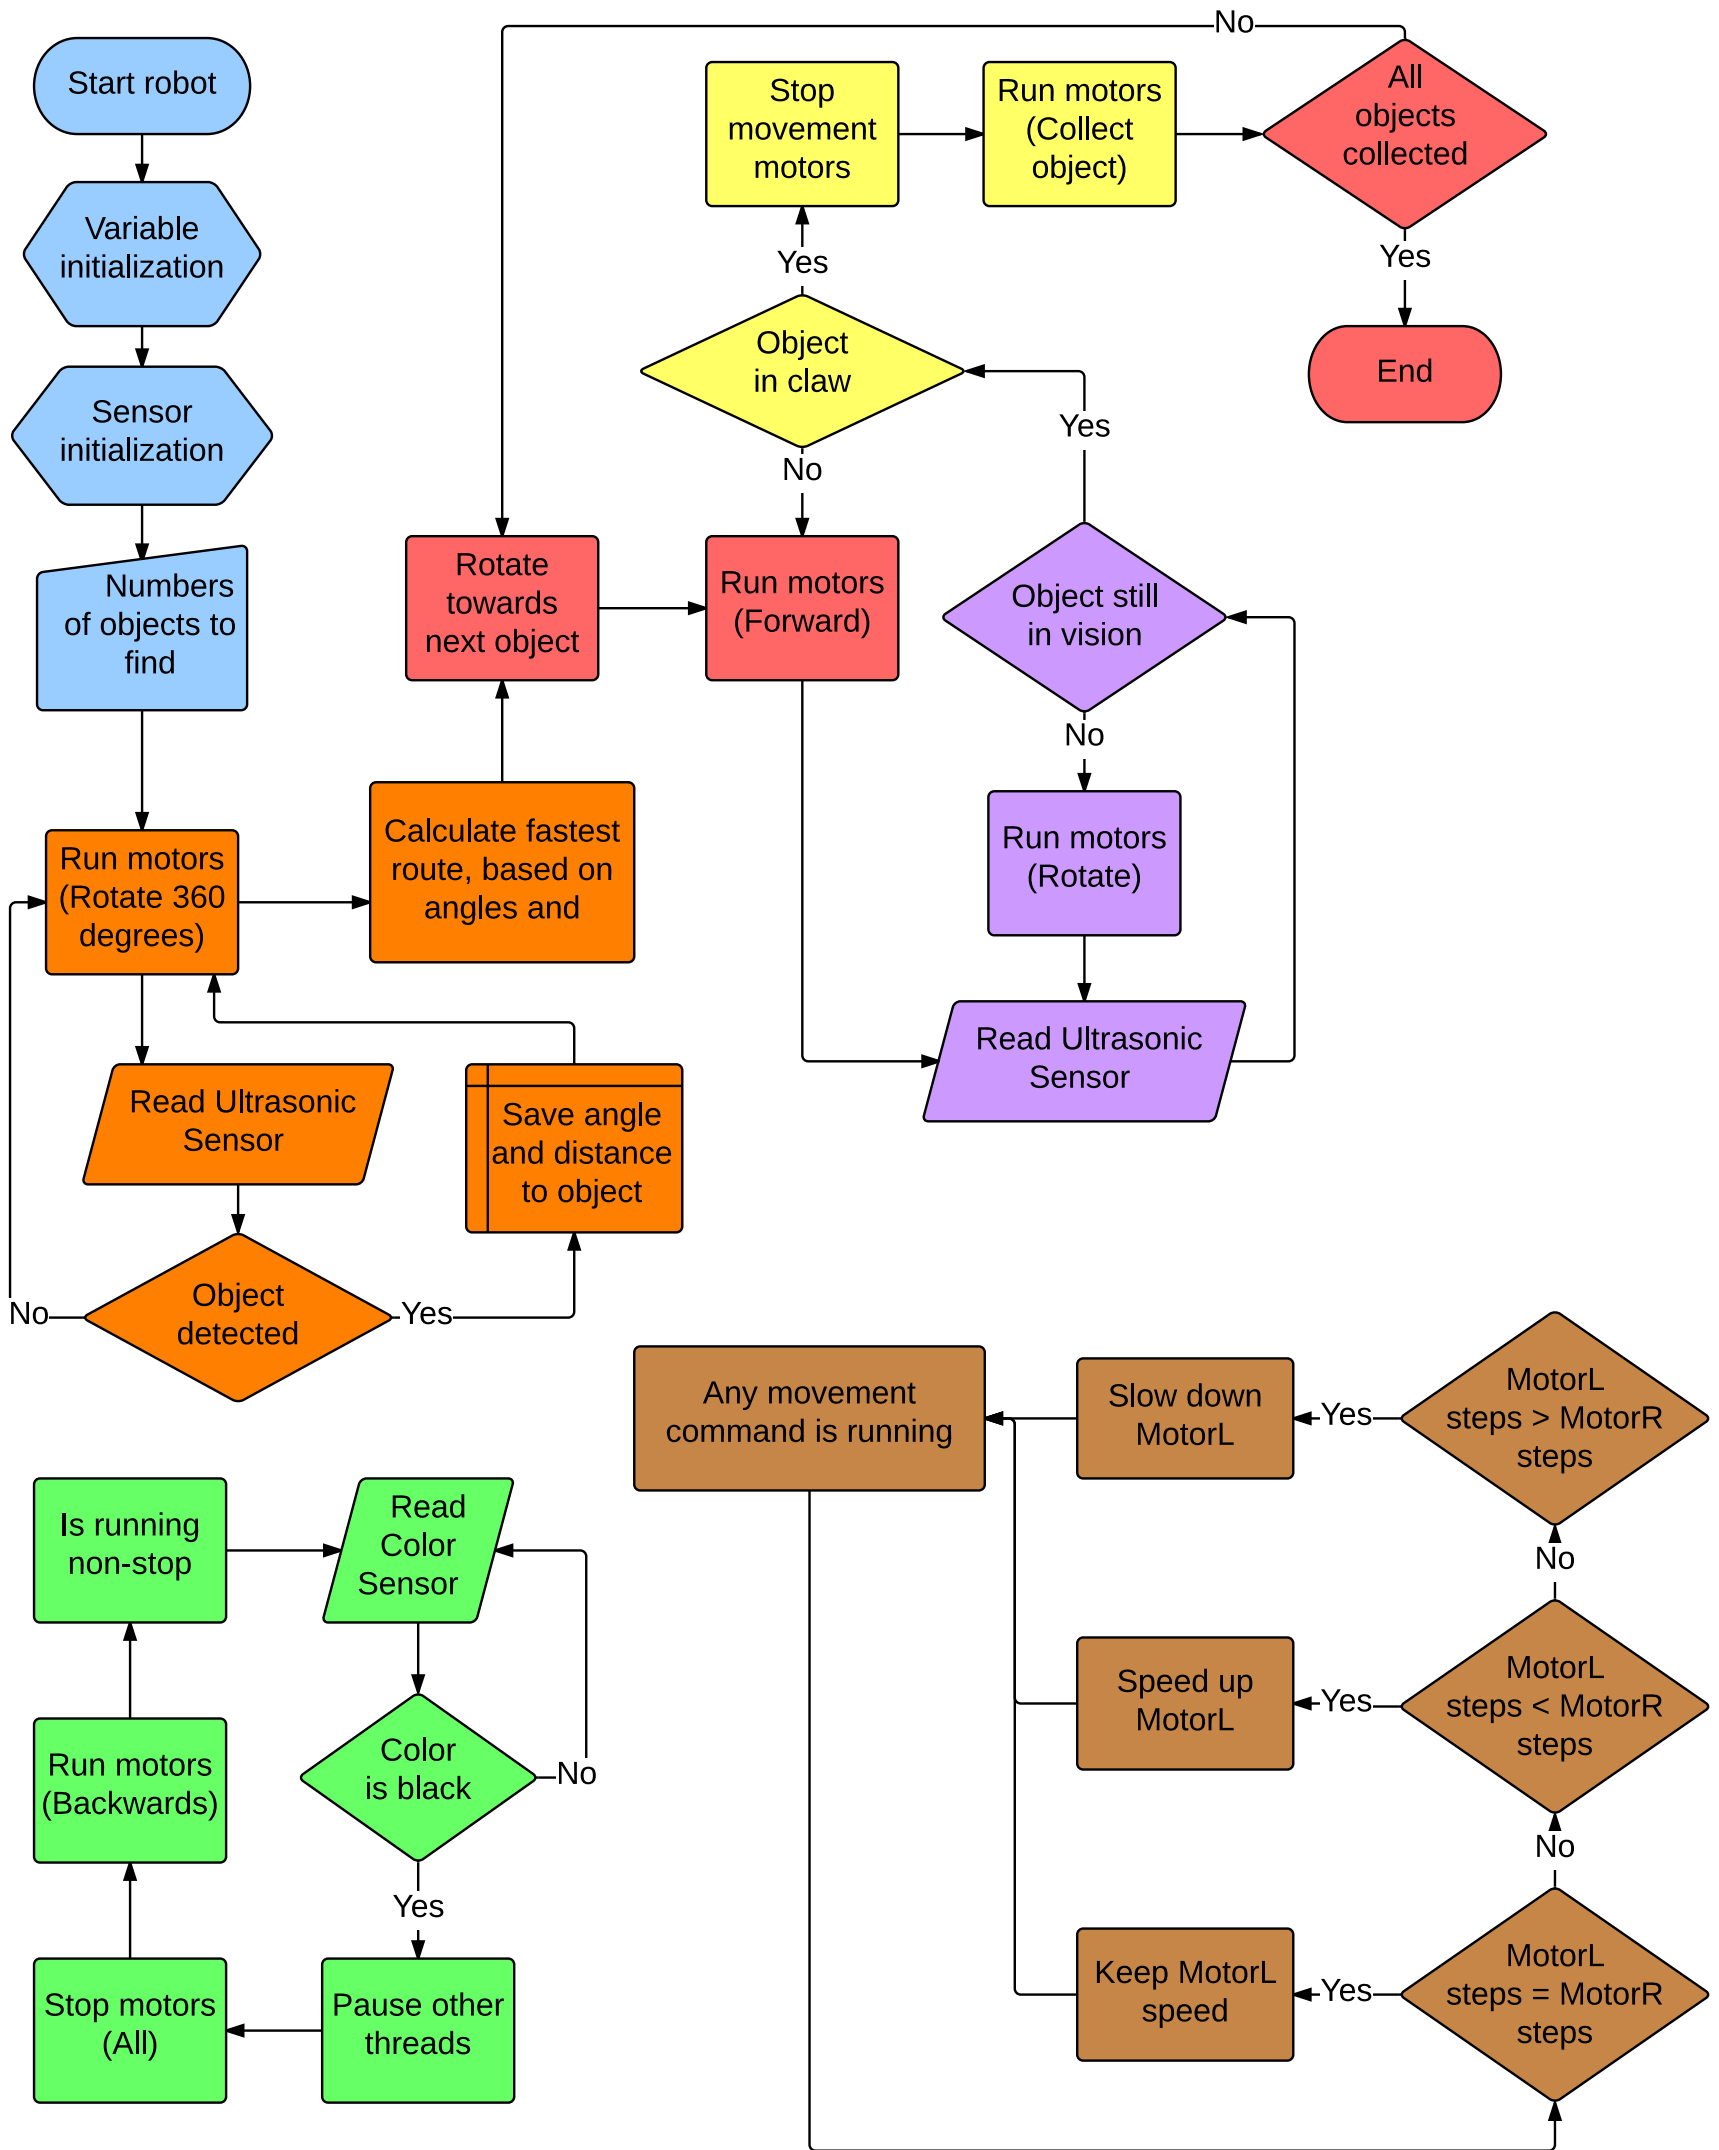 Start robot
Variable
initialization
Sensor
initialization
Numbers
of objects to
find
Run motors
(Rotate 360
degrees)
Read Ultrasonic
Sensor
Object
detected
No
Yes
Save angle
and distance
to object
Calculate fastest
route, based on
angles and
Rotate
towards
next object
Run motors
(Forward)
Read Ultrasonic
Sensor
Object still
in vision
No
Run motors
(Rotate)
Yes
Object
in claw
No
Yes
Stop
movement
motors
Run motors
(Collect
object)
All
objects
collected
No
Yes
End
Is running
non-stop
Read
Color
Sensor
Color
is black
No
Yes
Pause other
threads
Stop motors
(All)
Run motors
(Backwards)
Any movement
command is running
MotorL
steps = MotorR
steps
Yes
Keep MotorL
speed
No
MotorL
steps < MotorR
steps
Yes
Speed up
MotorL
No
MotorL
steps > MotorR
steps
Yes
Slow down
MotorL